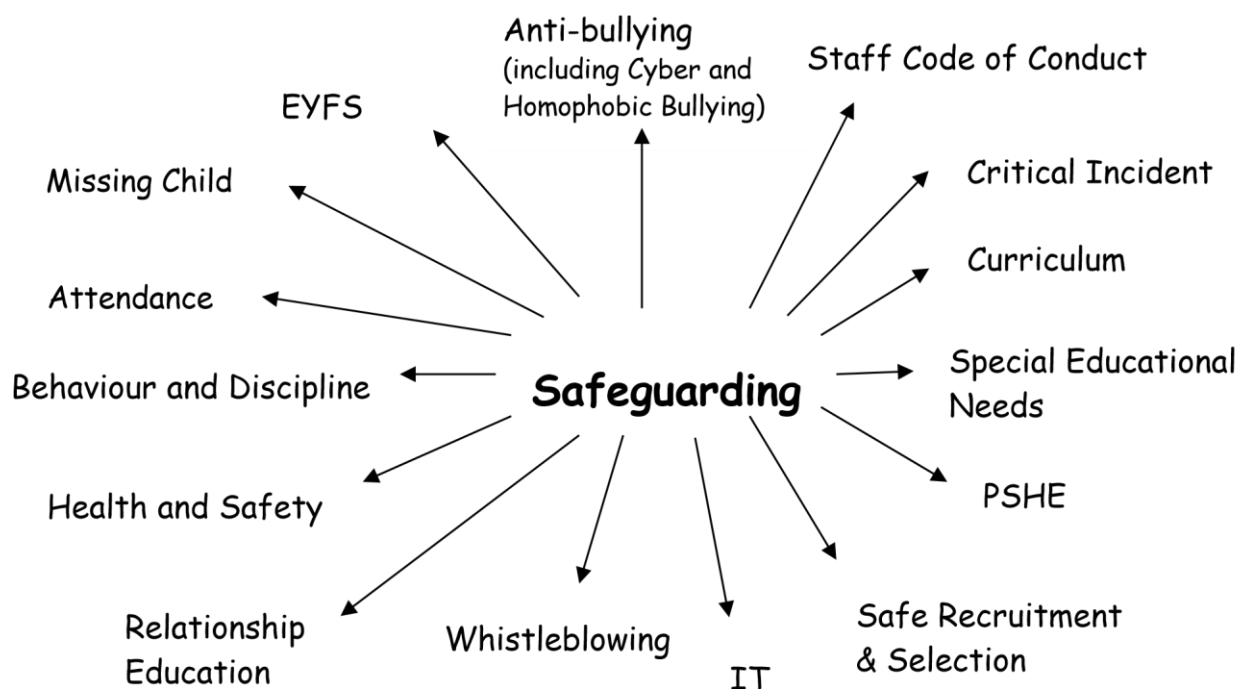 Anti-bullying
(including Cyber and
Homophobic Bullying)
Staff Code of Conduct
EYFS
Missing Child
Critical Incident
Curriculum
Attendance
Behaviour and Discipline
Safeguarding
Special Educational
Needs
Health and Safety
PSHE
Relationship
Education
Whistleblowing
IT
Safe Recruitment
& Selection